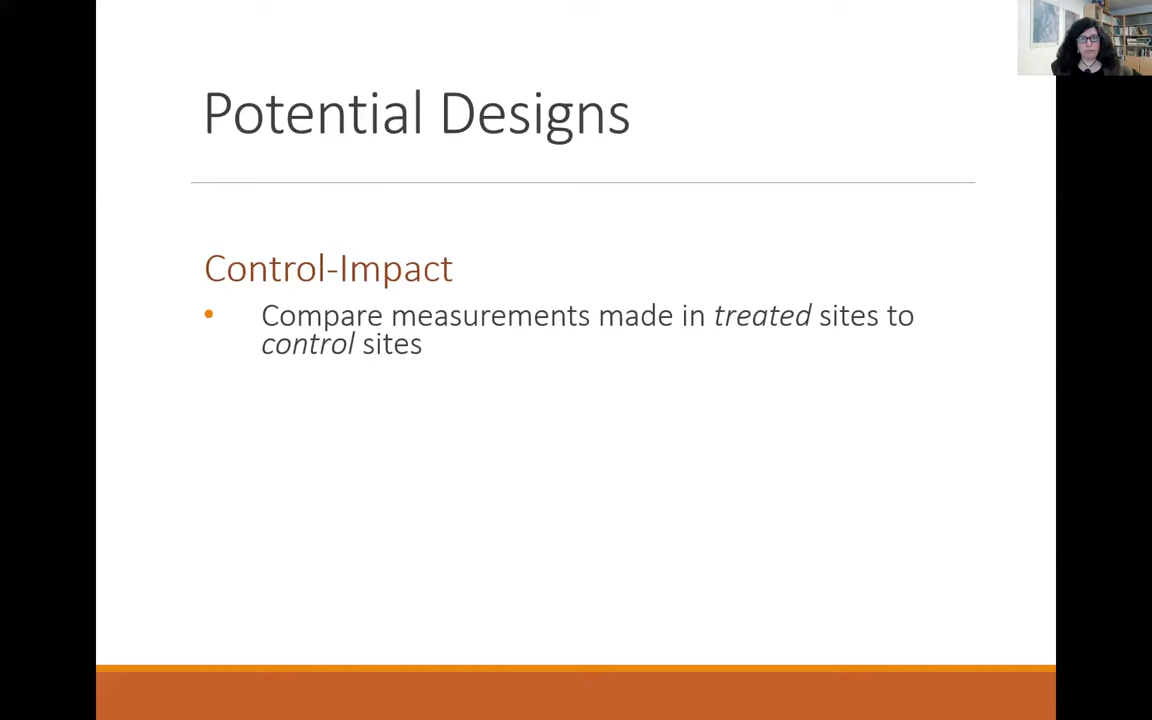 Potential Designs
Control-Impact
• Compare measurements made in treated sites to
control sites